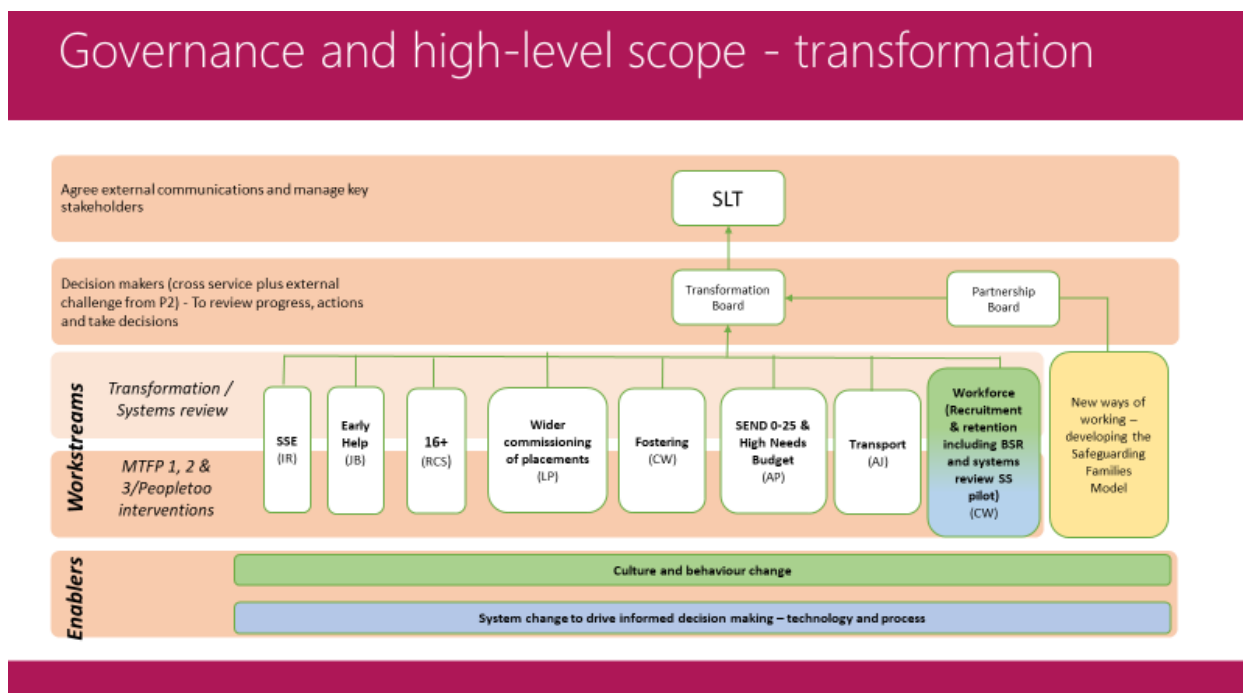 Governance and high-level scope - transformation
Agree external communications and manage key
stakeholders
SLT
Decision makers (cross service plus external
challenge from P2) - To review progress, actions
and take decisions
Transformation
Board
Partnership
Board
Workstreams
Transformation /
Systems review
MTFP 1, 2 &
3/Peopletoo
interventions
SSE
(IR)
Early
Help
(JB)
16+
(RCS)
Wider
commissioning
of placements
(LP)
Fostering
(CW)
SEND 0-25 &
High Needs
Budget
(AP)
Transport
(AJ)
Workforce
(Recruitment
& retention
including BSR
and systems
review SS
pilot)
(CW)
New ways of
working –
developing the
Safeguarding
Families
Model
Enablers
Culture and behaviour change
System change to drive informed decision making – technology and process